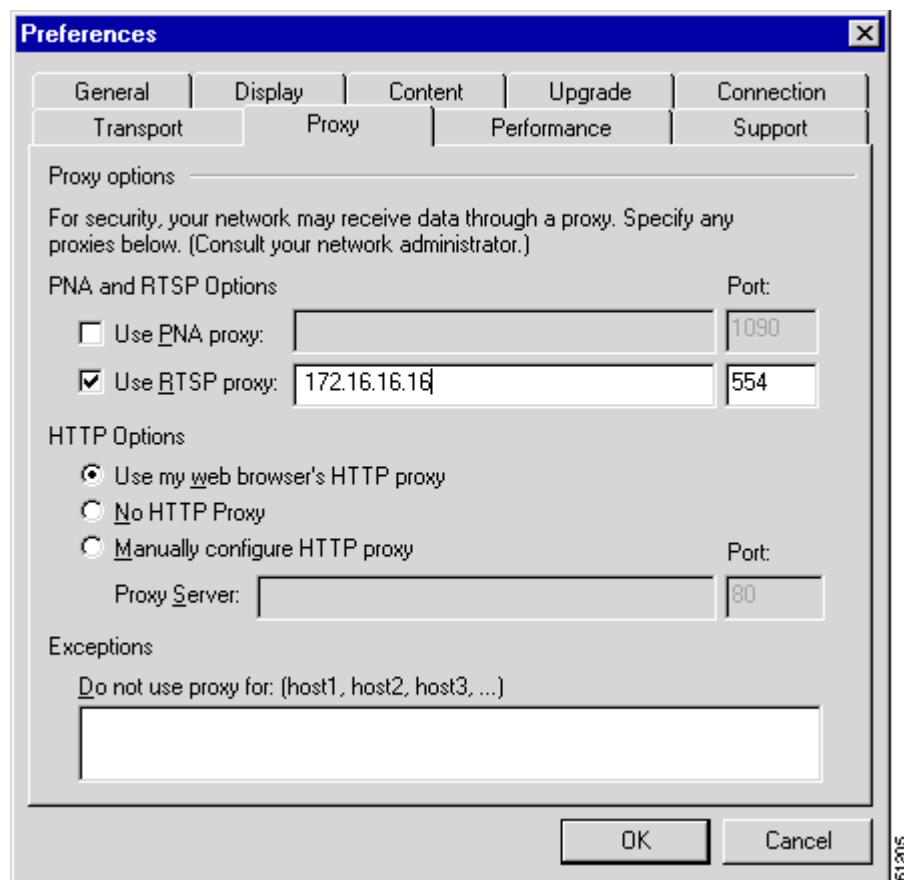 Preferences
General Display Content Upgrade Connection
Transport Proxy Performance Support
Proxy options
For security, your network may receive data through a proxy. Specify any
proxies below. (Consult your network administrator.)
PNA and RTSP Options Port:
Use PNA proxy: 1090
Use RTSP proxy: 172.16.16.16 554
HTTP Options
Use my web browser's HTTP proxy
No HTTP Proxy
Manually configure HTTP proxy Port:
Proxy Server: 80
Exceptions
Do not use proxy for: (host1, host2, host3, ...)
OK Cancel
61205